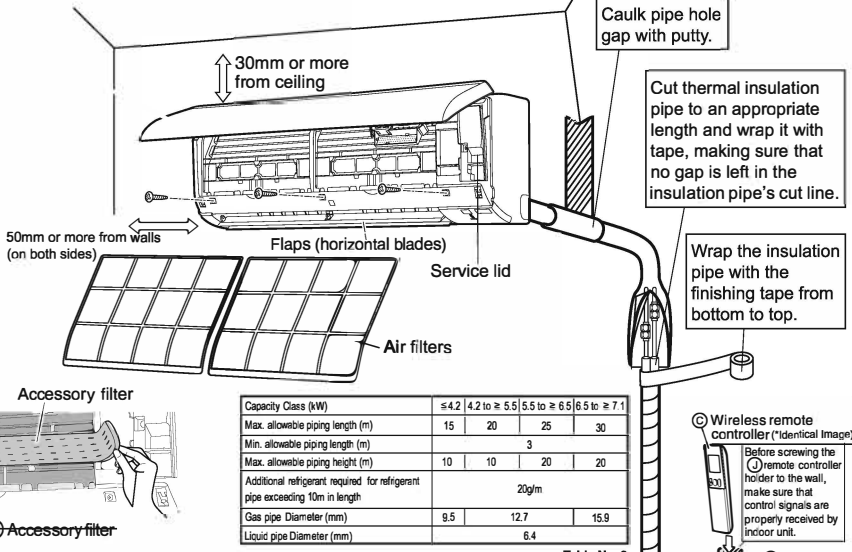 Caulk pipe hole
gap with putty.
30mm or more
from ceiling
Cut thermal insulation
pipe to an appropriate
length and wrap it with
tape, making sure that
no gap is left in the
insulation pipe's cut line.
50mm or more from walls
(on both sides)
Flaps (horizontal blades)
Service lid
Wrap the insulation
pipe with the
finishing tape from
bottom to top.
Air filters
Accessory filter
Capacity Class (kW) ≤4.2 4.2 to ≥ 5.5 5.5 to ≥ 6.5 6.5 to ≥ 7.1
Max. allowable piping length (m) 15 20 25 30
Min. allowable piping length (m) 3
Max. allowable piping height (m) 10 10 20 20
Additional refrigerant required for refrigerant
pipe exceeding 10m in length 20g/m
Gas pipe Diameter (mm) 9.5 12.7 15.9
Liquid pipe Diameter (mm) 6.4
Ⓒ Wireless remote
controller (*Identical Image)
Before screwing the
Ⓙ remote controller
holder to the wall,
make sure that
control signals are
properly received by
indoor unit.
Accessory filter